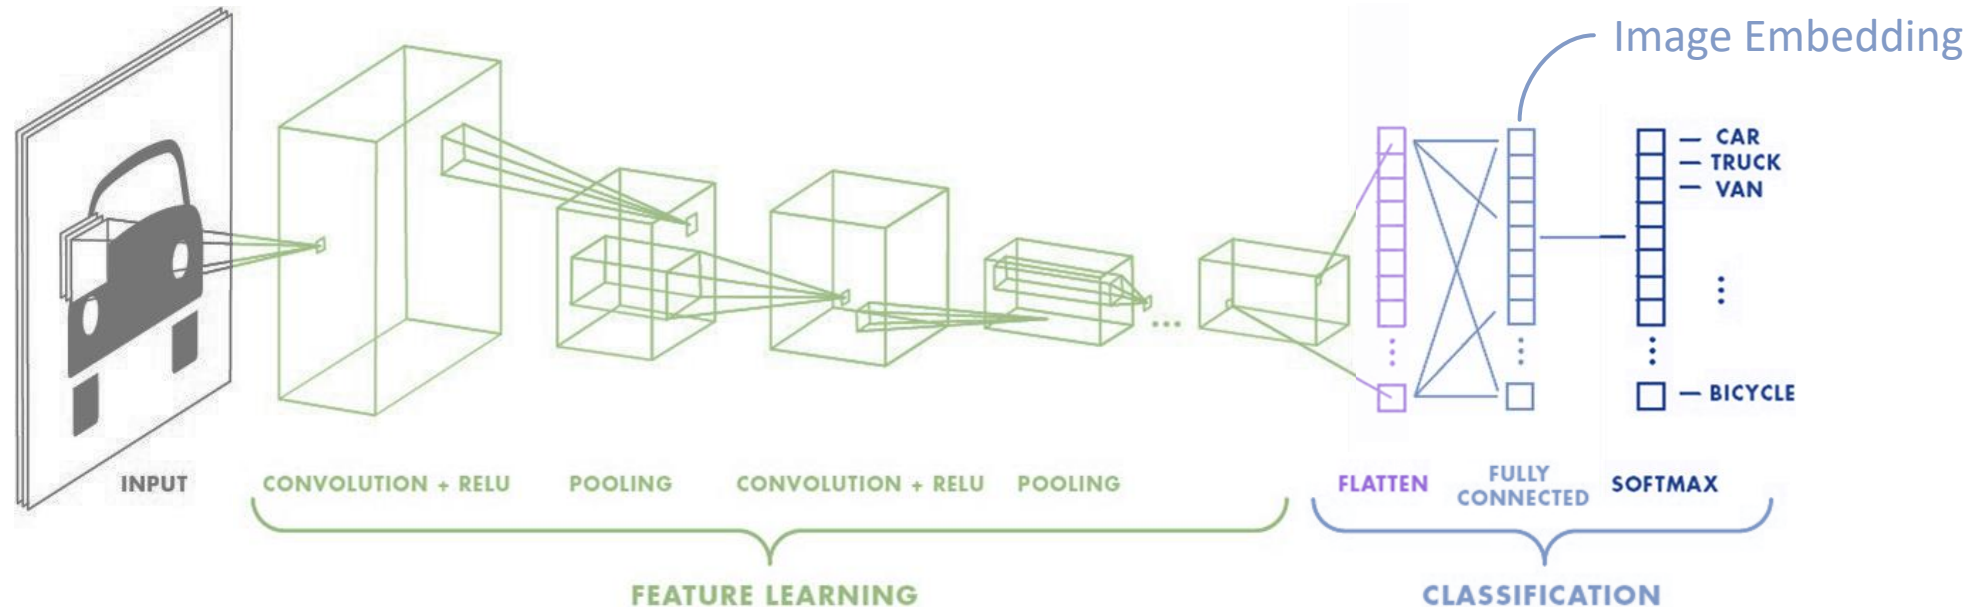 Image Embedding
CAR
TRUCK
VAN
BICYCLE
INPUT
CONVOLUTION + RELU
POOLING
CONVOLUTION + RELU
POOLING
FLATTEN
FULLY
CONNECTED
SOFTMAX
FEATURE LEARNING
CLASSIFICATION